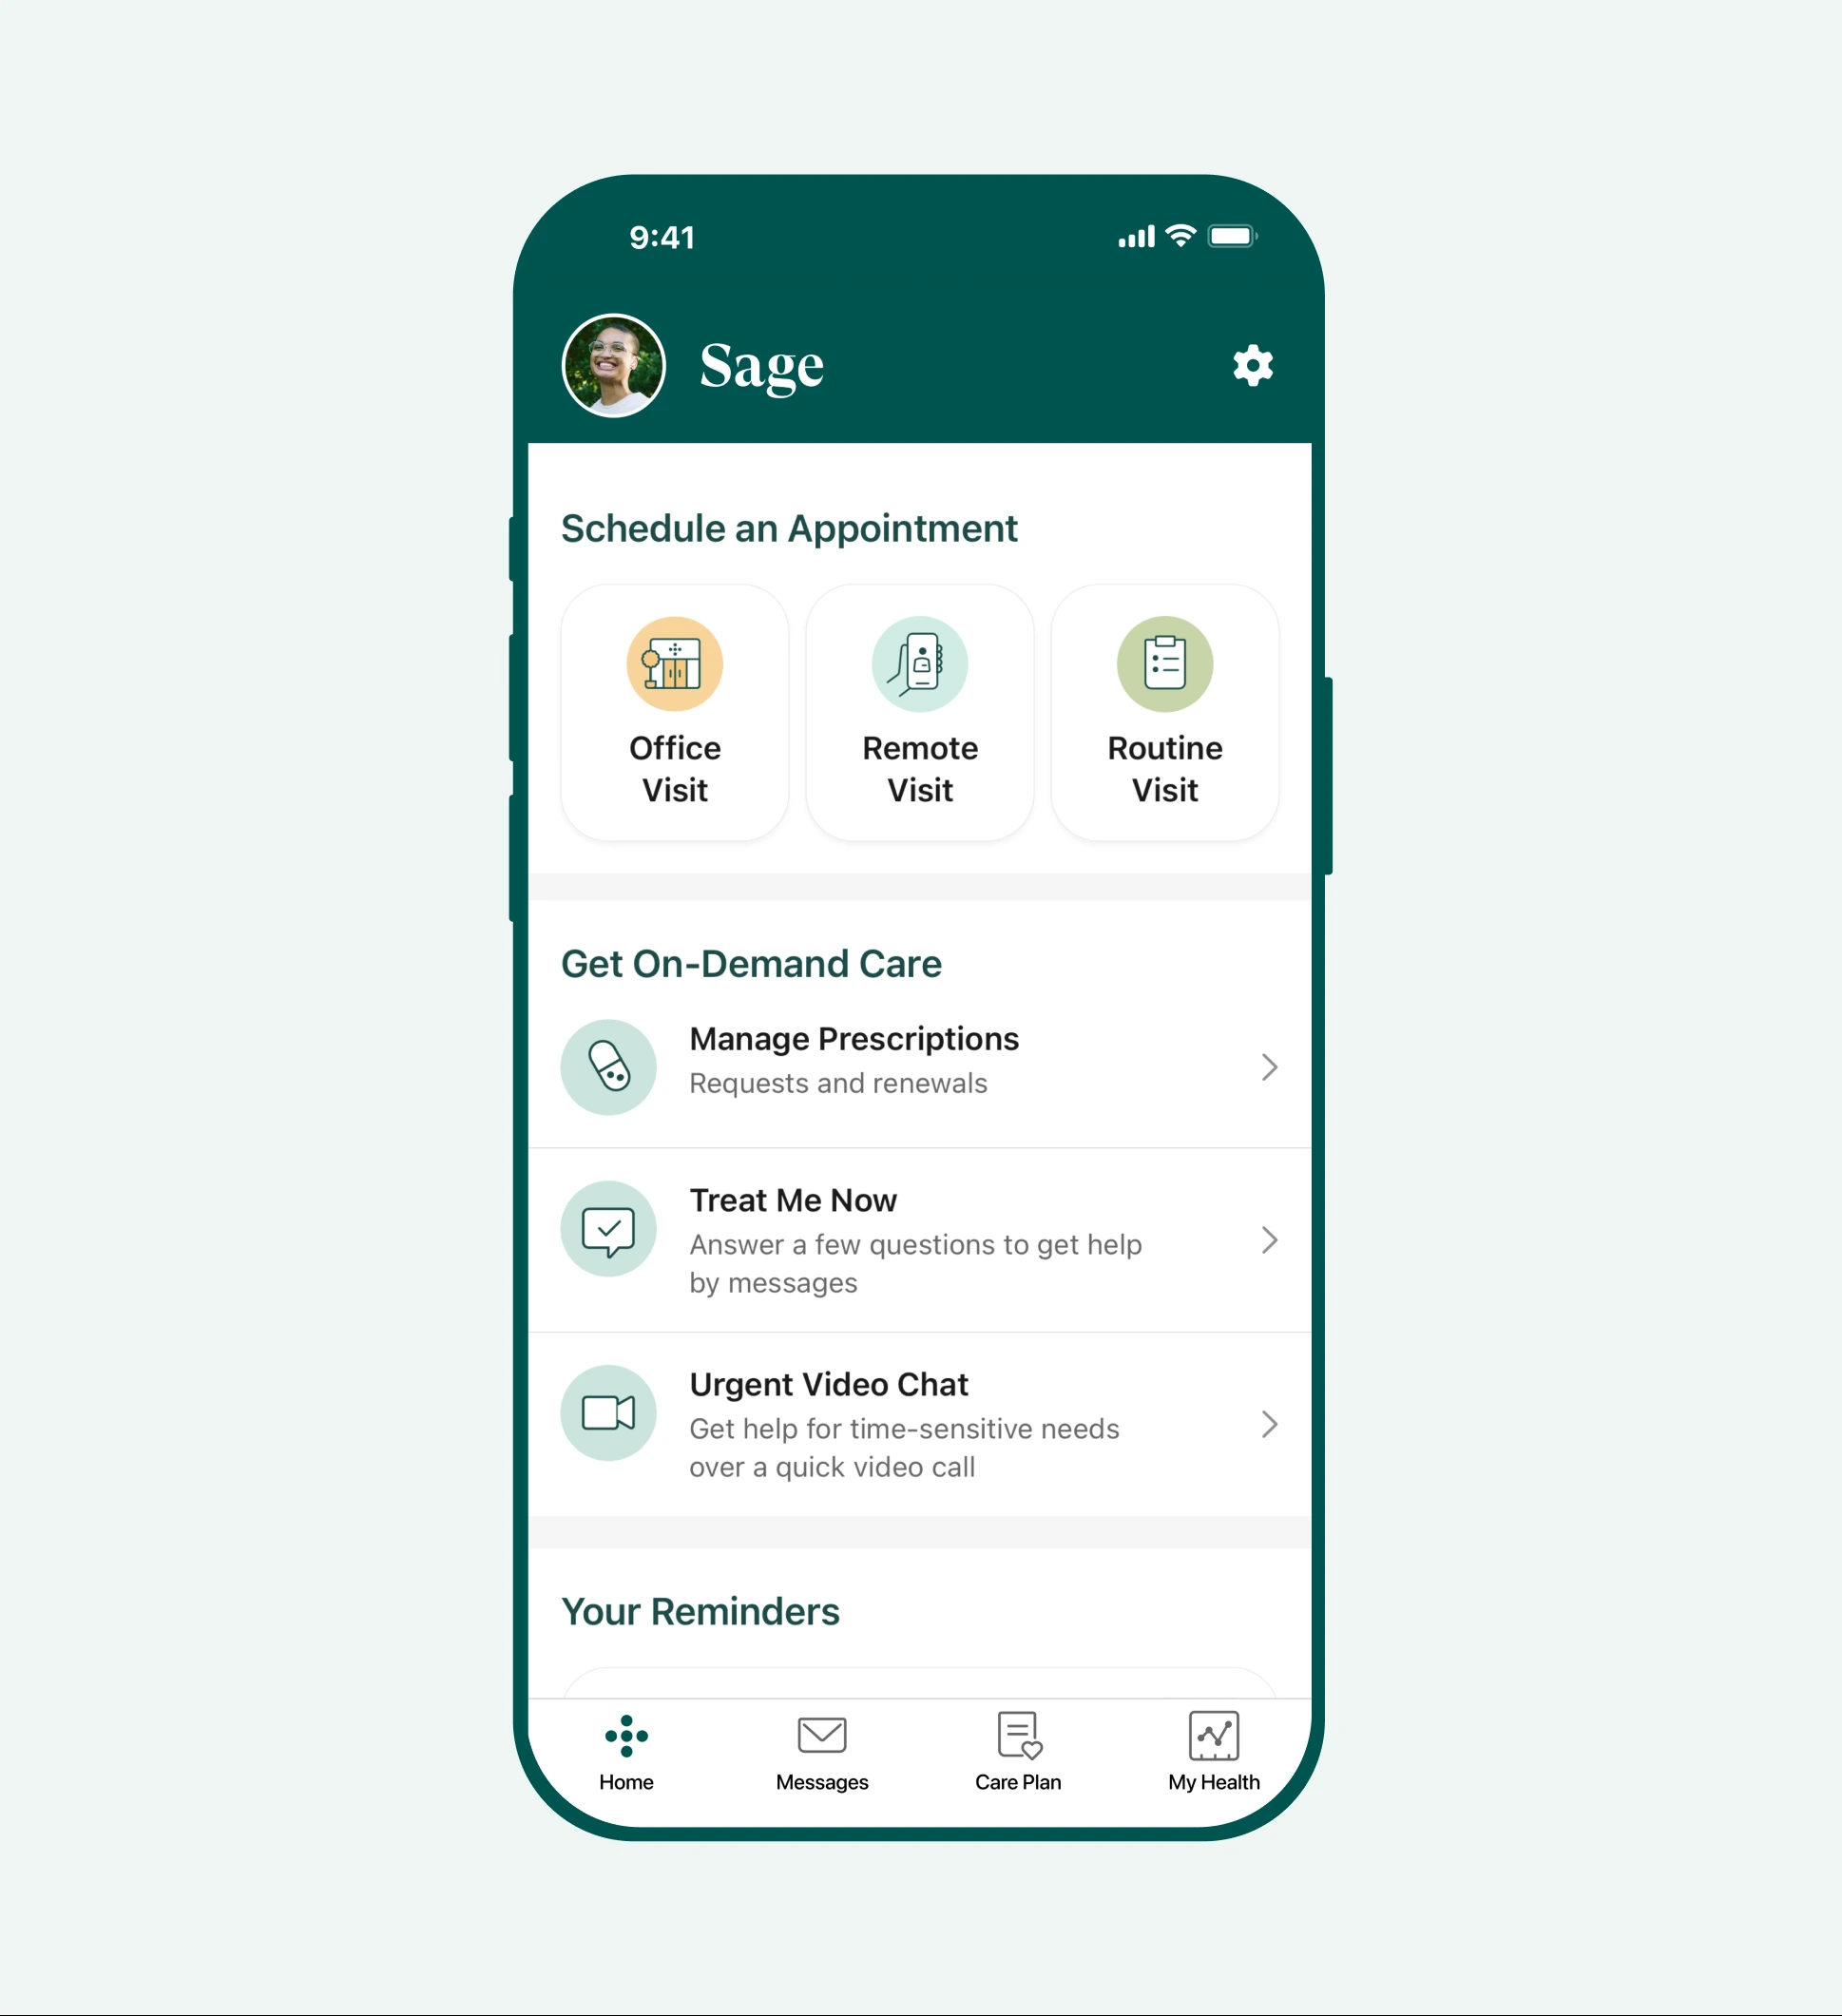 9:41
Sage
Schedule an Appointment
Office
Visit
Remote
Visit
Routine
Visit
Get On-Demand Care
Manage Prescriptions
Requests and renewals
Treat Me Now
Answer a few questions to get help
by messages
Urgent Video Chat
Get help for time-sensitive needs
over a quick video call
Your Reminders
Home
Messages
Care Plan
My Health